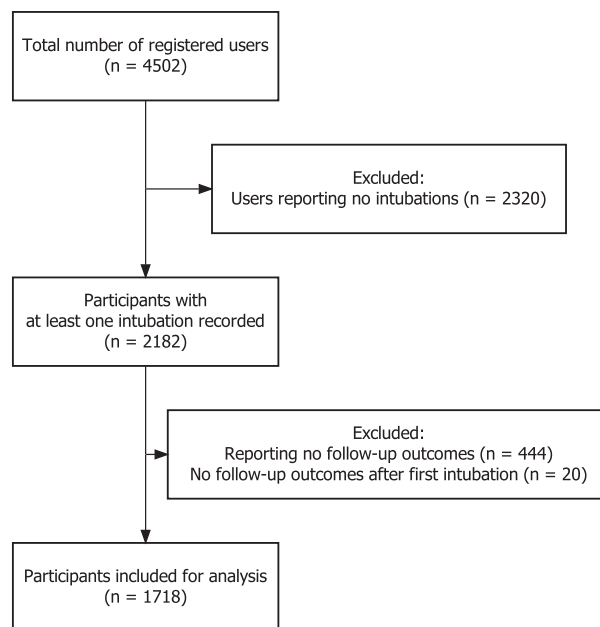 Total number of registered users
(n = 4502)
Excluded:
Users reporting no intubations (n = 2320)
Participants with
at least one intubation recorded
(n = 2182)
Excluded:
Reporting no follow-up outcomes (n = 444)
No follow-up outcomes after first intubation (n = 20)
Participants included for analysis
(n = 1718)